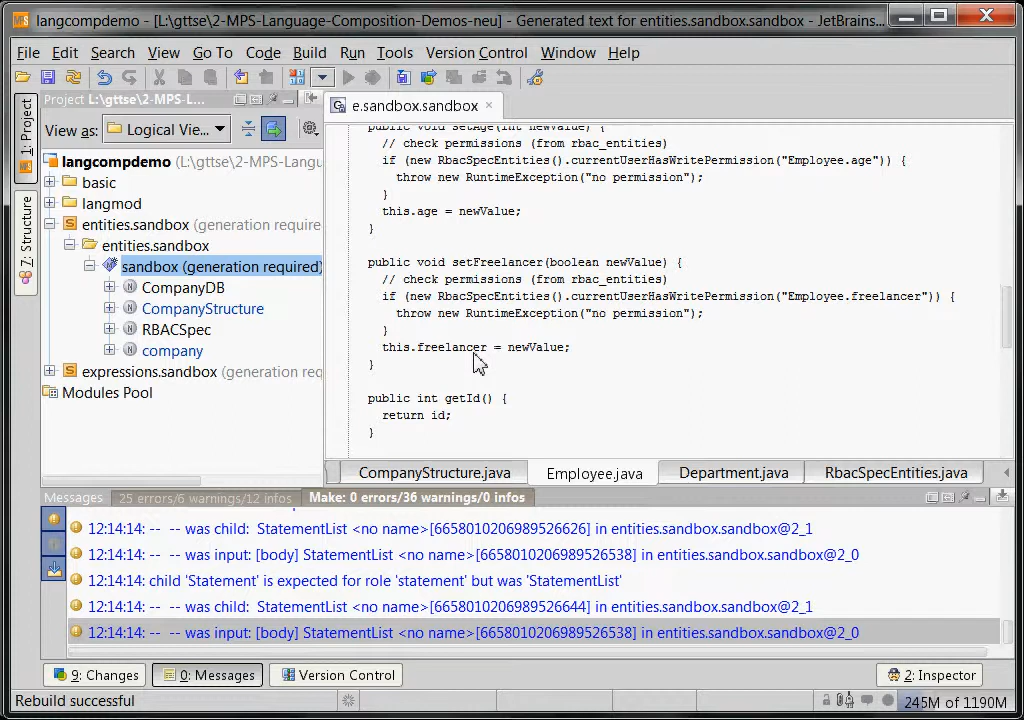 langcompdemo - [L:\gttse\2-MPS-Language-Composition-Demos-neu] - Generated text for entities.sandbox.sandbox - JetBrains...
File Edit Search View Go To Code Build Run Tools Version Control Window Help
Project L:\gttse\2-MPS-L...
e.sandbox.sandbox
1: Project
Z: Structure
View as: Logical Vie...
langcompdemo (L:\gttse\2-MPS-Langu
basic
langmod
entities.sandbox (generation require
entities.sandbox
sandbox (generation required)
CompanyDB
CompanyStructure
RBACSpec
company
expressions.sandbox (generation req
Modules Pool
public void setAge(int newValue) {
// check permissions (from rbac_entities)
if (new RbacSpecEntities().currentUserHasWritePermission("Employee.age")) {
throw new RuntimeException("no permission");
}
this.age = newValue;
}
public void setFreelancer(boolean newValue) {
// check permissions (from rbac_entities)
if (new RbacSpecEntities().currentUserHasWritePermission("Employee.freelancer")) {
throw new RuntimeException("no permission");
}
this.freelancer = newValue;
}
public int getId() {
return id;
}
CompanyStructure.java Employee.java Department.java RbacSpecEntities.java
Messages 25 errors/6 warnings/12 infos Make: 0 errors/36 warnings/0 infos
12:14:14: -- -- was child: StatementList <no name>[6658010206989526626] in entities.sandbox.sandbox@2_1
12:14:14: -- -- was input: [body] StatementList <no name>[6658010206989526538] in entities.sandbox.sandbox@2_0
12:14:14: child 'Statement' is expected for role 'statement' but was 'StatementList'
12:14:14: -- -- was child: StatementList <no name>[6658010206989526644] in entities.sandbox.sandbox@2_1
12:14:14: -- -- was input: [body] StatementList <no name>[6658010206989526538] in entities.sandbox.sandbox@2_0
9: Changes 0: Messages Version Control 2: Inspector
Rebuild successful 245M of 1190M